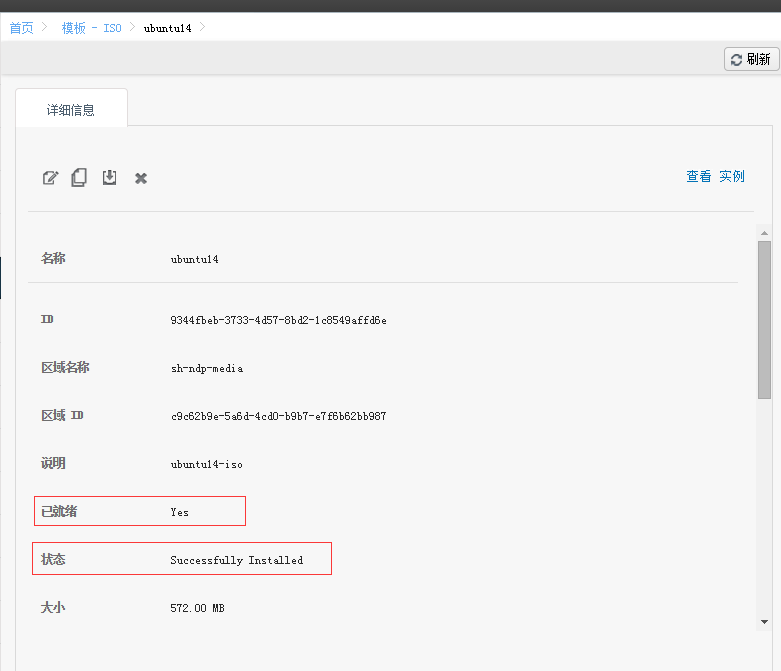 首页 模板 - ISO ubuntu14
刷新
详细信息
查看 实例
名称 ubuntu14
ID 9344fbeb-3733-4d57-8bd2-1c8549affd6e
区域名称 sh-ndp-media
区域 ID c9c62b9e-5a6d-4cd0-b9b7-e7f6b62bb987
说明 ubuntu14-iso
已就绪 Yes
状态 Successfully Installed
大小 572.00 MB